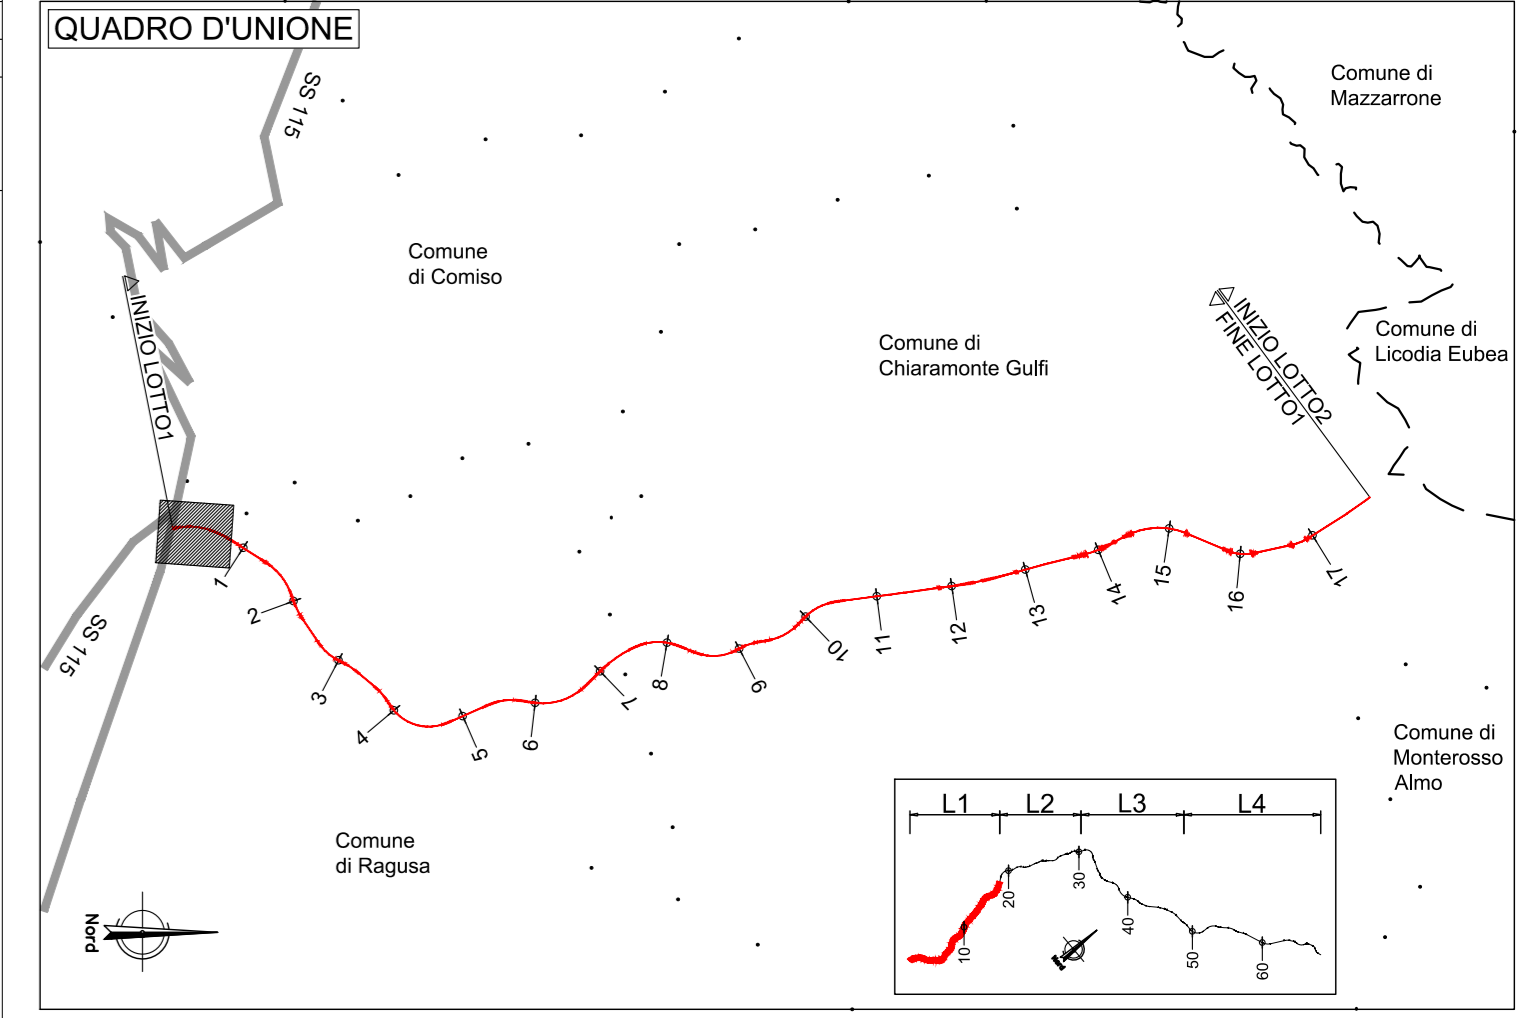 QUADRO D'UNIONE
SS 115
Comune di
Mazzarrone
Comune
di Comiso
INIZIO LOTTO1
Comune di
Chiaramonte Gulfi
INIZIO LOTTO2
FINE LOTTO1
Comune di
Licodia Eubea
1
2
3
4
5
6
7
8
9
10
11
12
13
14
15
16
17
SS 115
Comune di
Monterosso
Almo
Comune
di Ragusa
Nord
L1 L2 L3 L4
10
20
30
40
50
60
Nord